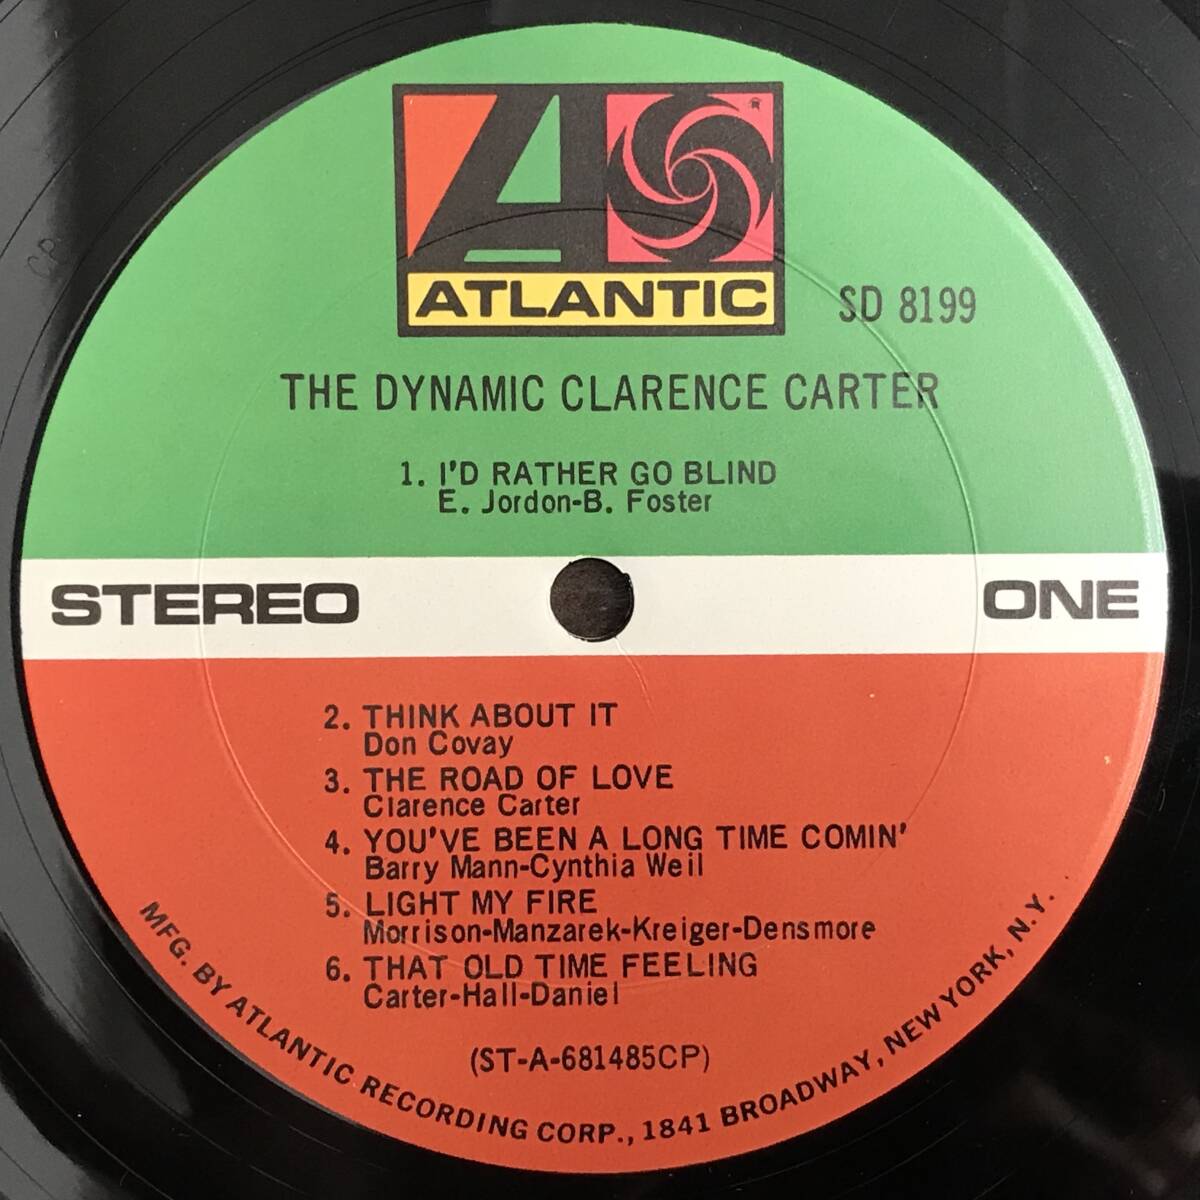 ATLANTIC
®
SD 8199
THE DYNAMIC CLARENCE CARTER
1. I'D RATHER GO BLIND
E. Jordon-B. Foster
STEREO
ONE
2. THINK ABOUT IT
Don Covay
3. THE ROAD OF LOVE
Clarence Carter
4. YOU'VE BEEN A LONG TIME COMIN'
Barry Mann-Cynthia Weil
5. LIGHT MY FIRE
Morrison-Manzarek-Kreiger-Densmore
6. THAT OLD TIME FEELING
Carter-Hall-Daniel
(ST-A-681485CP)
MFG. BY ATLANTIC RECORDING CORP., 1841 BROADWAY, NEW YORK, N.Y.
CP